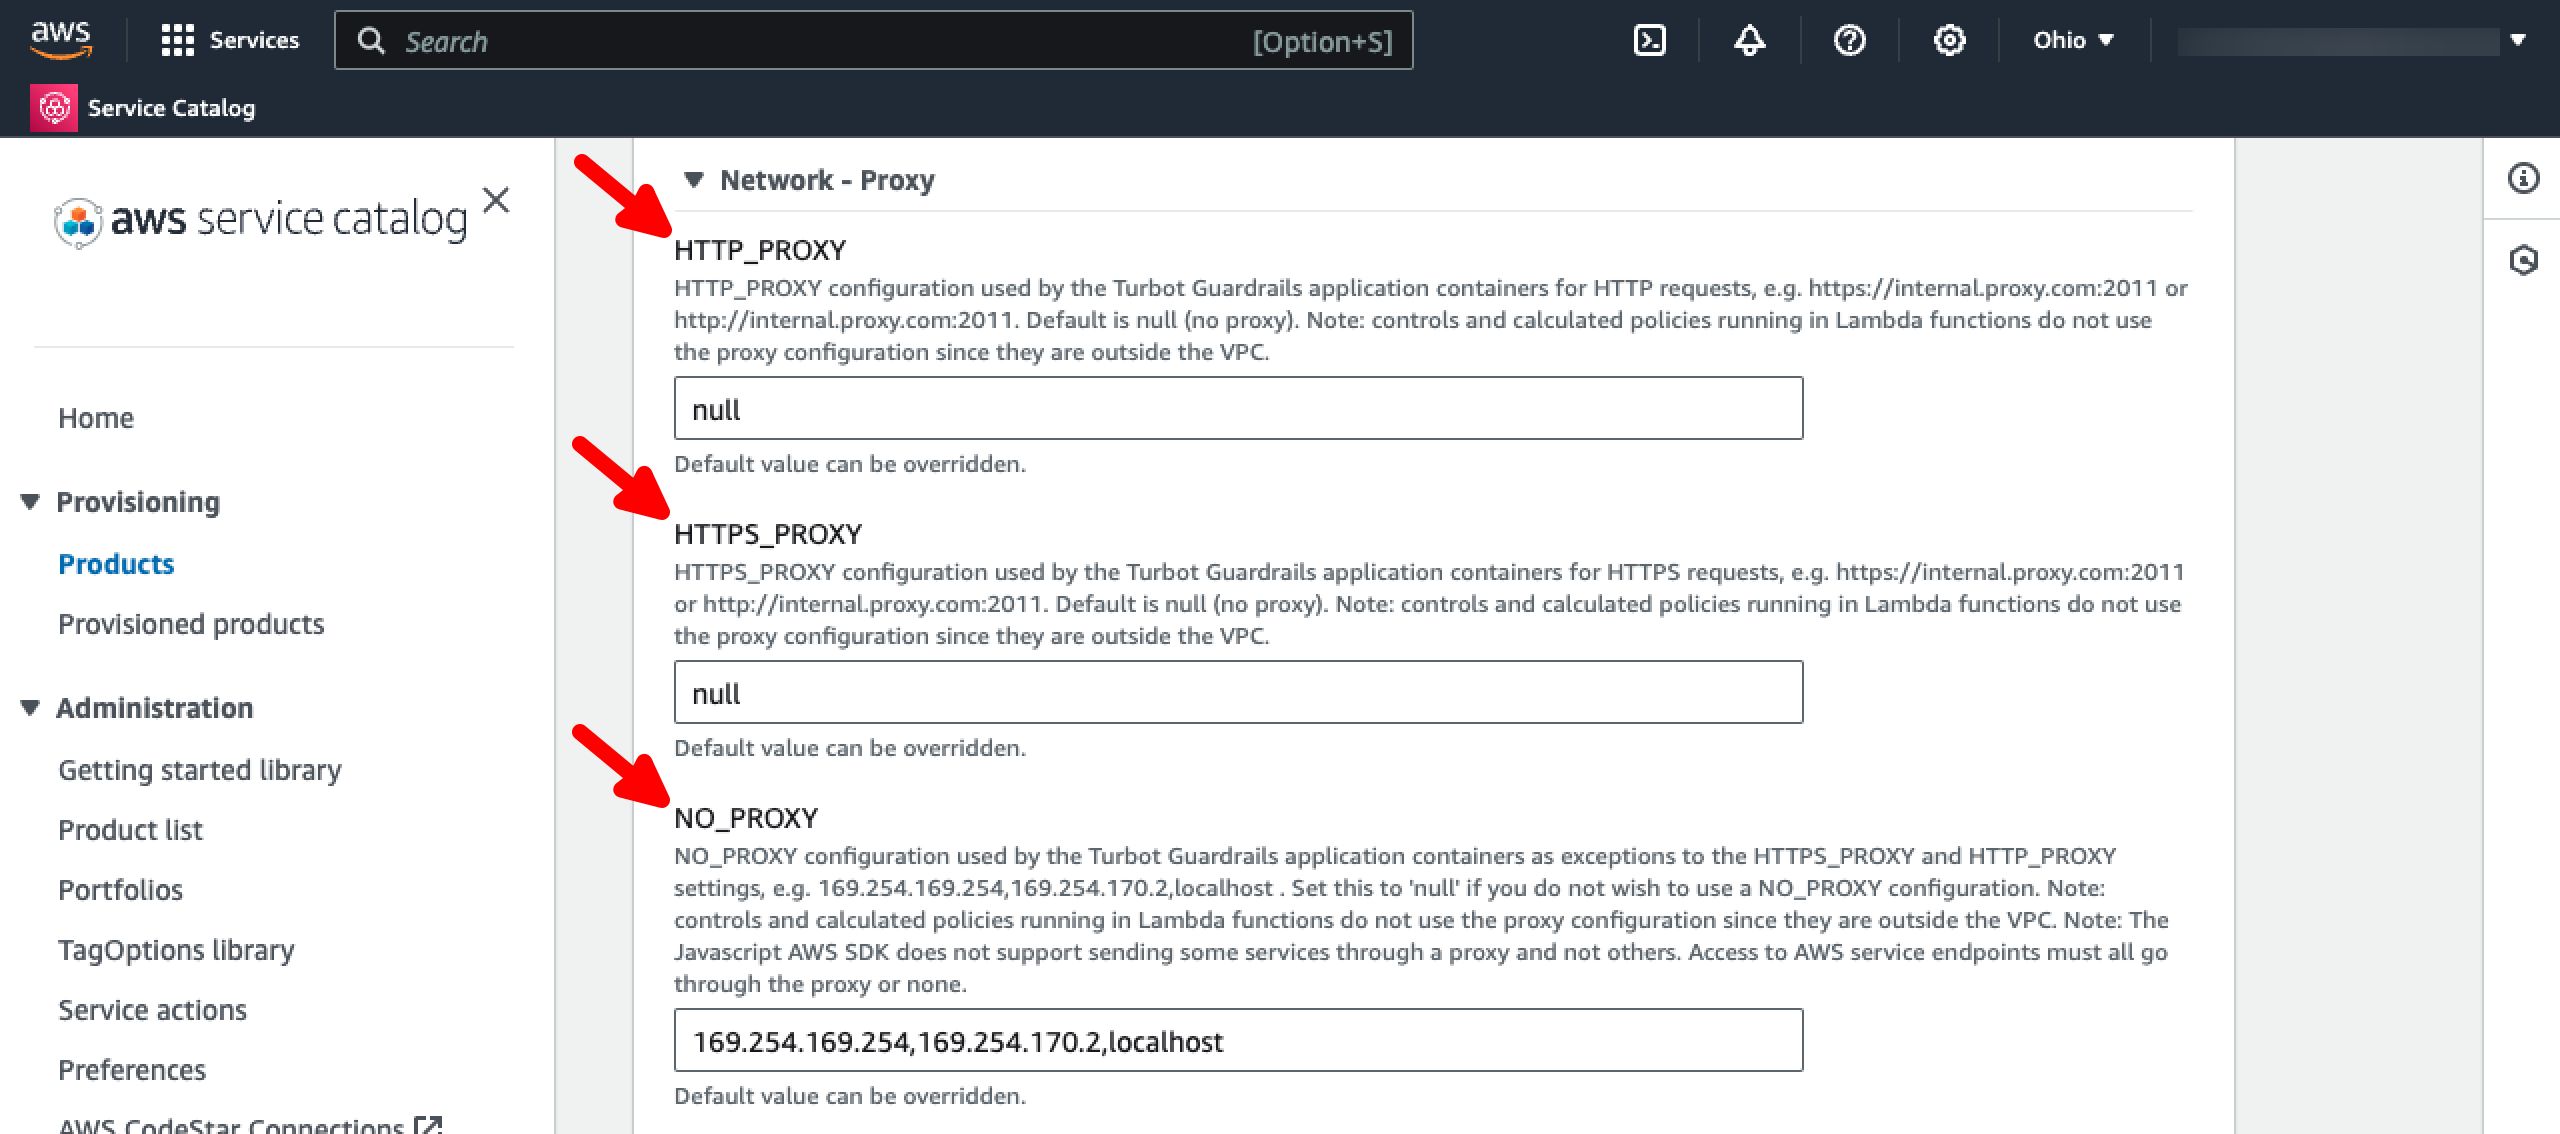 aws
Services
Search
[Option+S]
Ohio
Service Catalog
aws service catalog
Home
Provisioning
Products
Provisioned products
Administration
Getting started library
Product list
Portfolios
TagOptions library
Service actions
Preferences
AWS CodeStar Connections
Network - Proxy
HTTP_PROXY
HTTP_PROXY configuration used by the Turbot Guardrails application containers for HTTP requests, e.g. https://internal.proxy.com:2011 or
http://internal.proxy.com:2011. Default is null (no proxy). Note: controls and calculated policies running in Lambda functions do not use
the proxy configuration since they are outside the VPC.
null
Default value can be overridden.
HTTPS_PROXY
HTTPS_PROXY configuration used by the Turbot Guardrails application containers for HTTPS requests, e.g. https://internal.proxy.com:2011
or http://internal.proxy.com:2011. Default is null (no proxy). Note: controls and calculated policies running in Lambda functions do not use
the proxy configuration since they are outside the VPC.
null
Default value can be overridden.
NO_PROXY
NO_PROXY configuration used by the Turbot Guardrails application containers as exceptions to the HTTPS_PROXY and HTTP_PROXY
settings, e.g. 169.254.169.254,169.254.170.2,localhost . Set this to 'null' if you do not wish to use a NO_PROXY configuration. Note:
controls and calculated policies running in Lambda functions do not use the proxy configuration since they are outside the VPC. Note: The
Javascript AWS SDK does not support sending some services through a proxy and not others. Access to AWS service endpoints must all go
through the proxy or none.
169.254.169.254,169.254.170.2,localhost
Default value can be overridden.